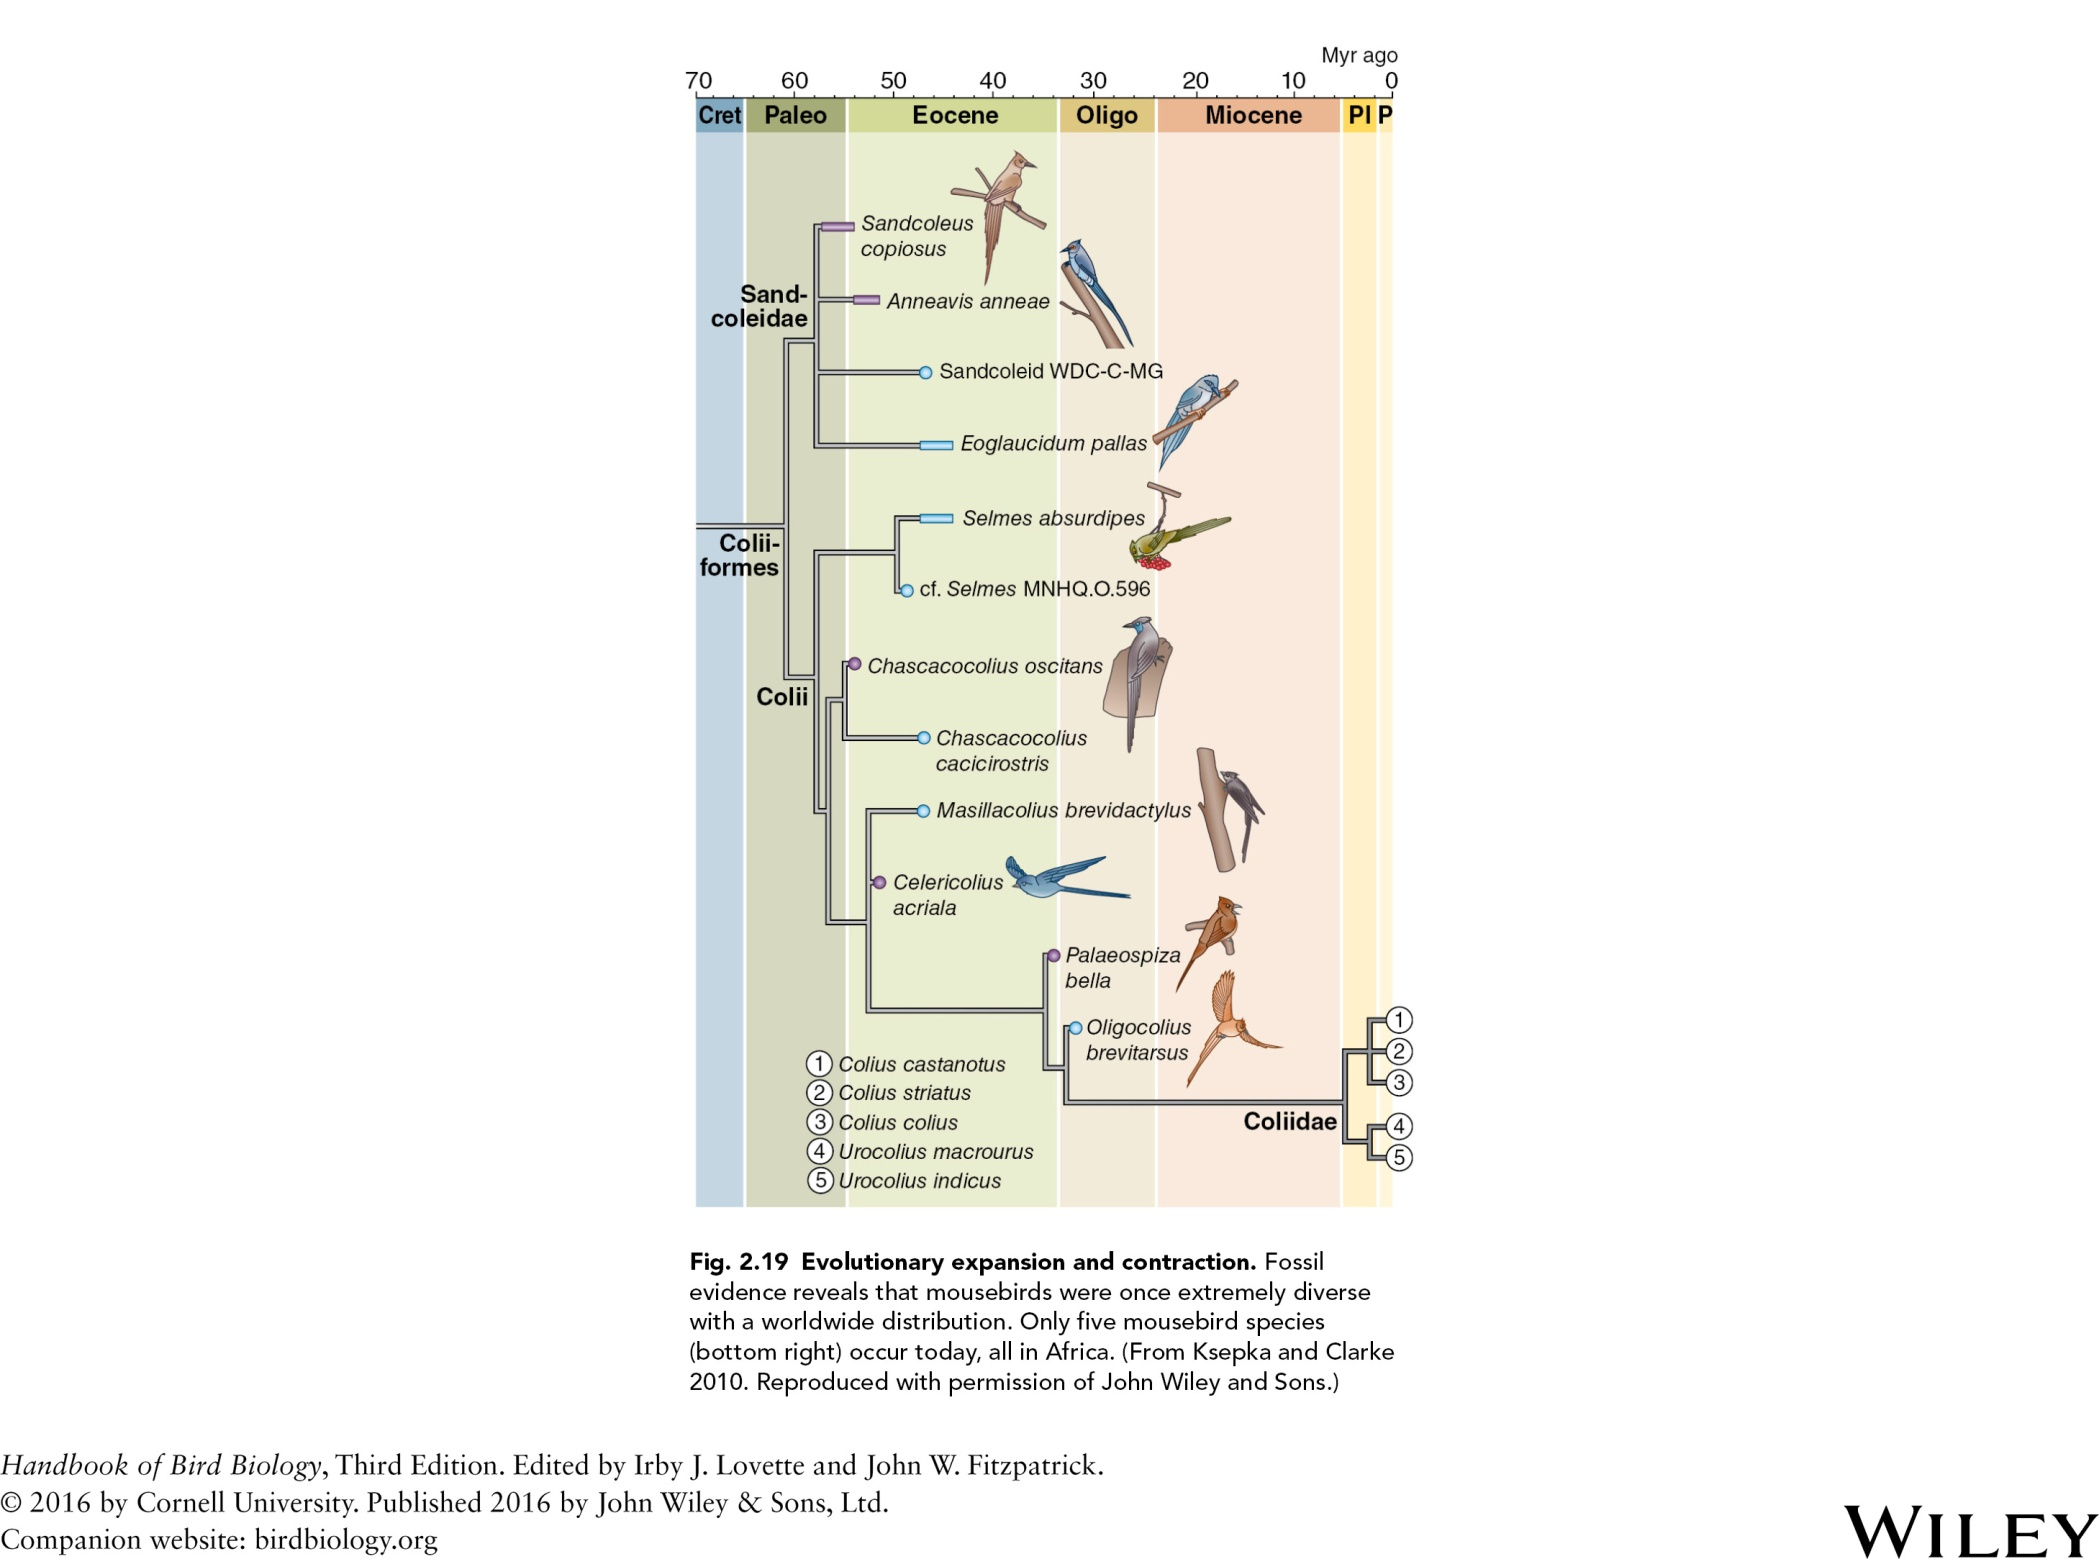 Myr ago
70 60 50 40 30 20 10 0
Cret Paleo Eocene Oligo Miocene Pl P
Sandcoleus
copiosus
Sand-
coleidae
Anneavis anneae
Sandcoleid WDC-C-MG
Eoglaucidum pallas
Selmes absurdipes
Colii-
formes
cf. Selmes MNHQ.O.596
Chascacocolius oscitans
Colii
Chascacocolius
cacicirostris
Masillacolius brevidactylus
Celericolius
acriala
Palaeospiza
bella
Oligocolius
brevitarsus
1
2
3
4
5
Coliidae
1 Colius castanotus
2 Colius striatus
3 Colius colius
4 Urocolius macrourus
5 Urocolius indicus
Fig. 2.19 Evolutionary expansion and contraction. Fossil
evidence reveals that mousebirds were once extremely diverse
with a worldwide distribution. Only five mousebird species
(bottom right) occur today, all in Africa. (From Ksepka and Clarke
2010. Reproduced with permission of John Wiley and Sons.)
Handbook of Bird Biology, Third Edition. Edited by Irby J. Lovette and John W. Fitzpatrick.
© 2016 by Cornell University. Published 2016 by John Wiley & Sons, Ltd.
Companion website: birdbiology.org
WILEY